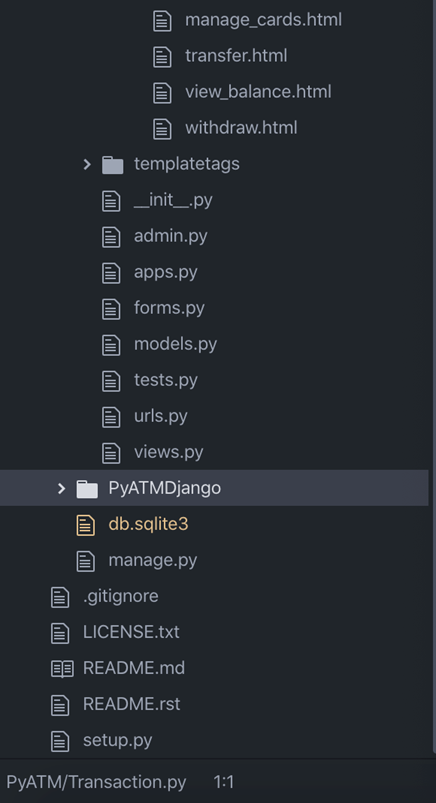 manage_cards.html
transfer.html
view_balance.html
withdraw.html
templatetags
__init__.py
admin.py
apps.py
forms.py
models.py
tests.py
urls.py
views.py
PyATMDjango
db.sqlite3
manage.py
.gitignore
LICENSE.txt
README.md
README.rst
setup.py
PyATM/Transaction.py 1:1